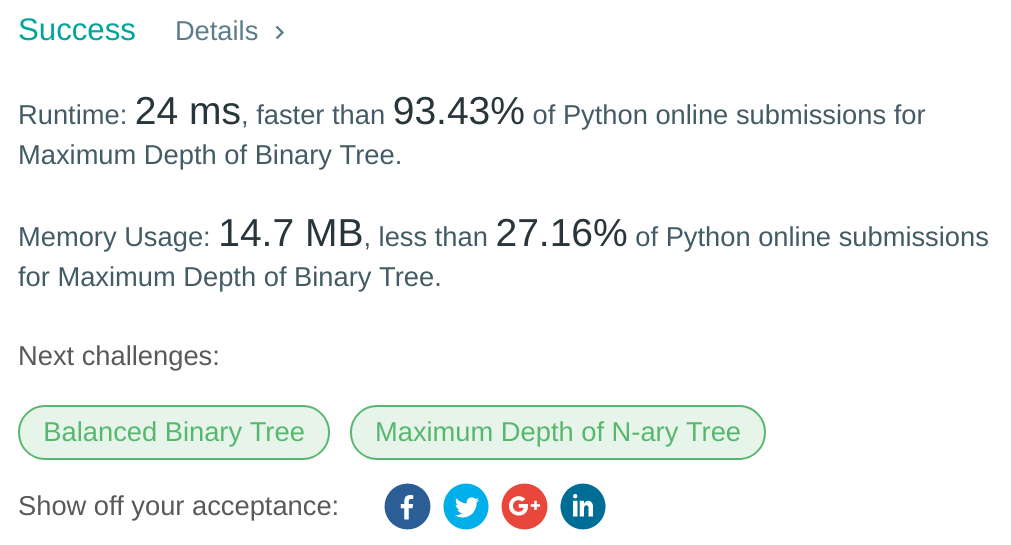 Success Details >
Runtime: 24 ms, faster than 93.43% of Python online submissions for
Maximum Depth of Binary Tree.
Memory Usage: 14.7 MB, less than 27.16% of Python online submissions
for Maximum Depth of Binary Tree.
Next challenges:
Balanced Binary Tree Maximum Depth of N-ary Tree
Show off your acceptance: f G+ in